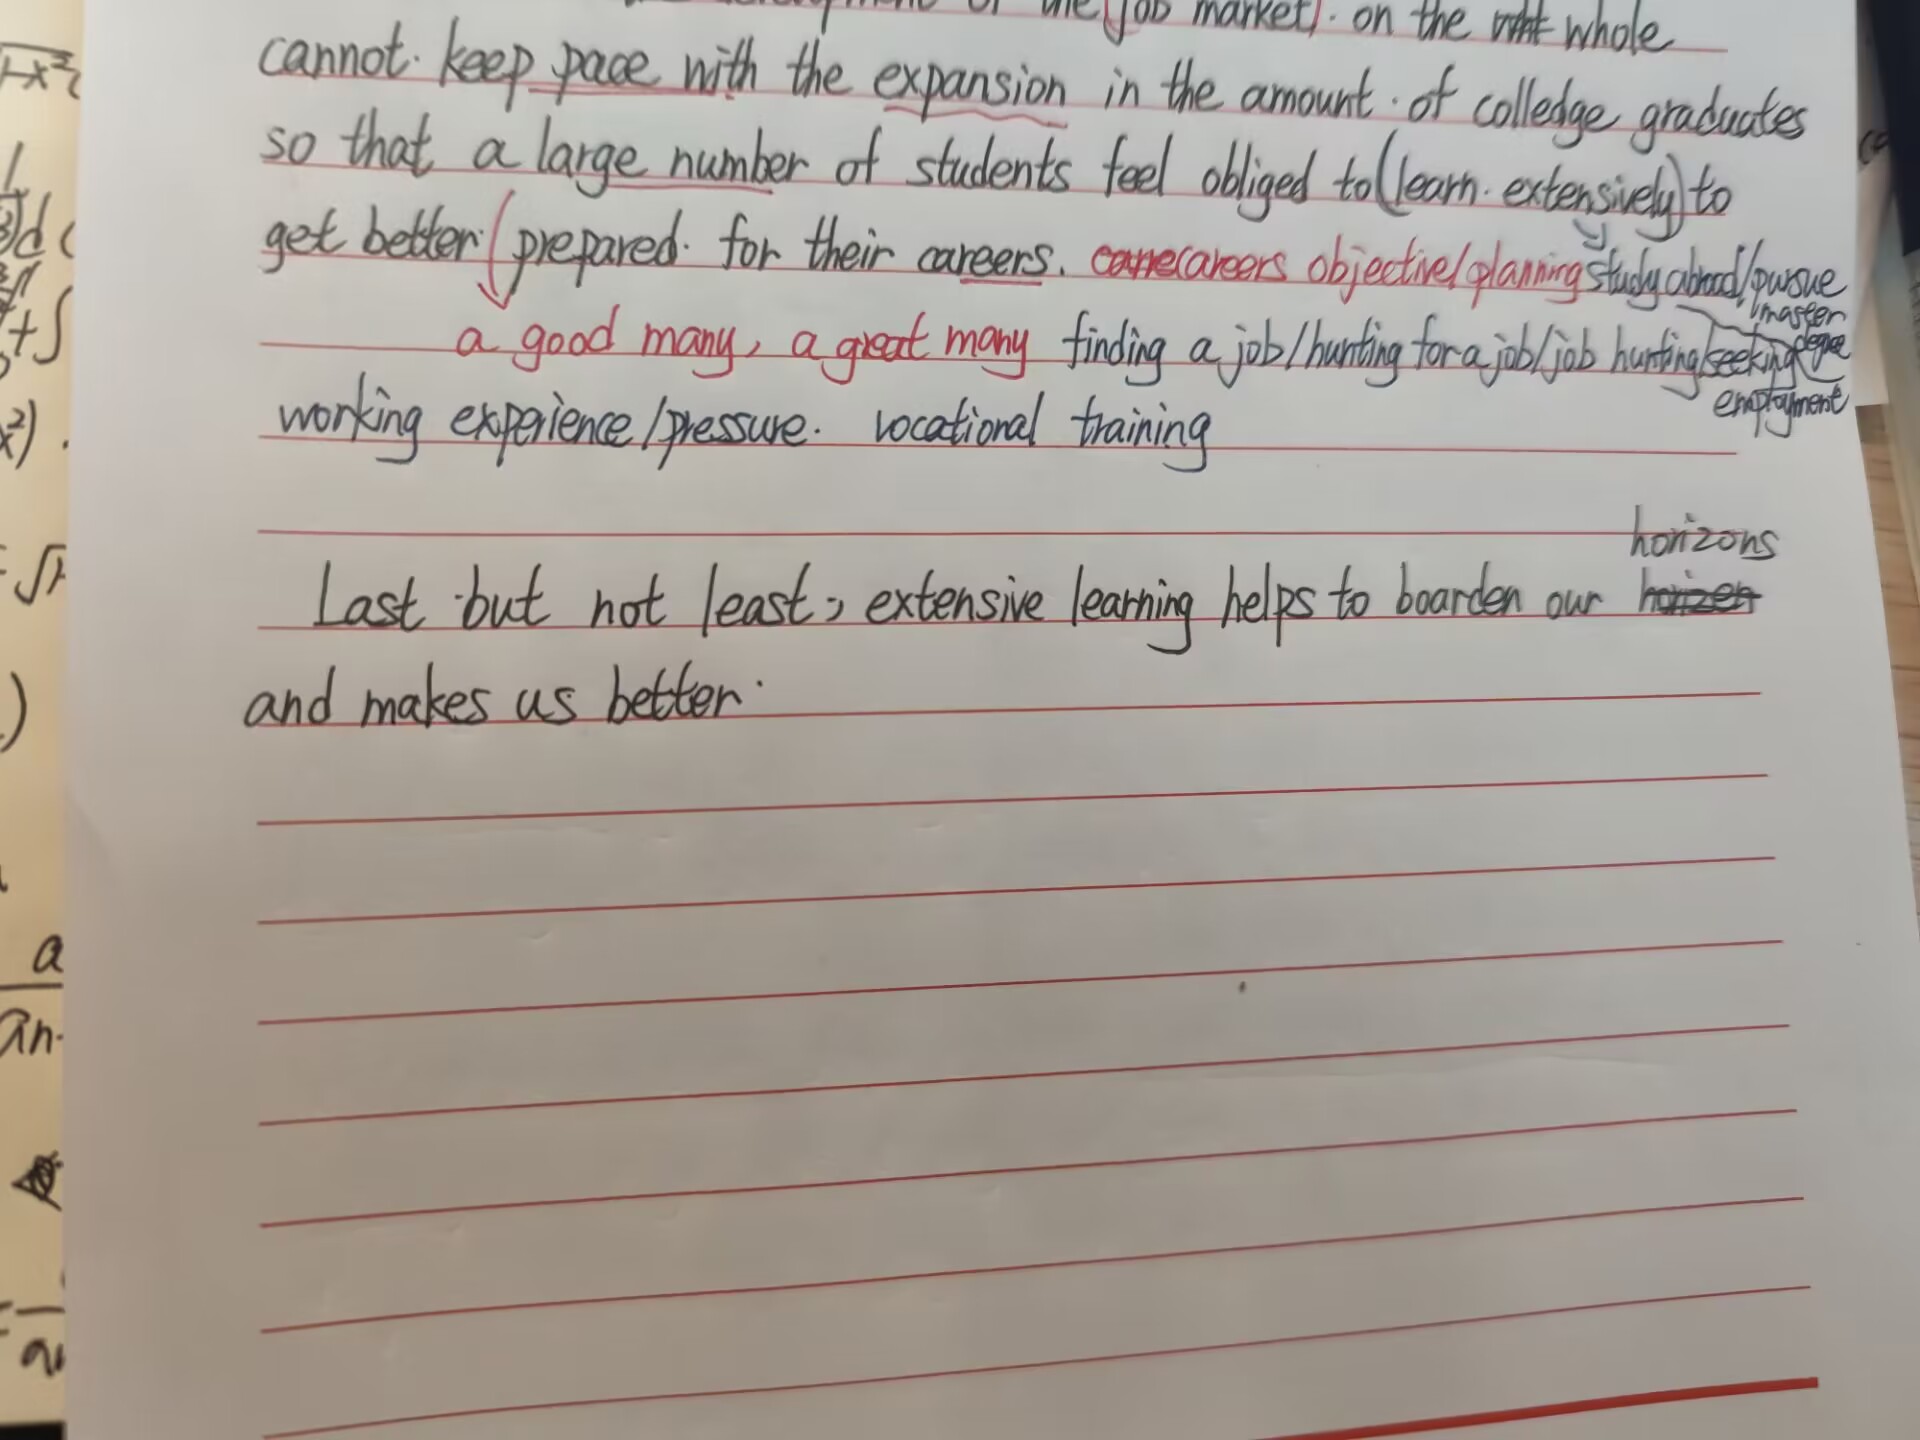 of the (job market). on the whole
cannot. keep pace with the expansion in the amount. of colledge graduates
so that a large number of students feel obliged to (learn. extensively) to
get better prepared. for their careers. careers objective/planning study abroad/pursue
master
degree
a good many, a great many finding a job/hunting for a job/job hunting/seeking
employment
working experience/pressure. vocational training
horizons
Last but not least, extensive learning helps to boarden our horizen
and makes us better.
a
an